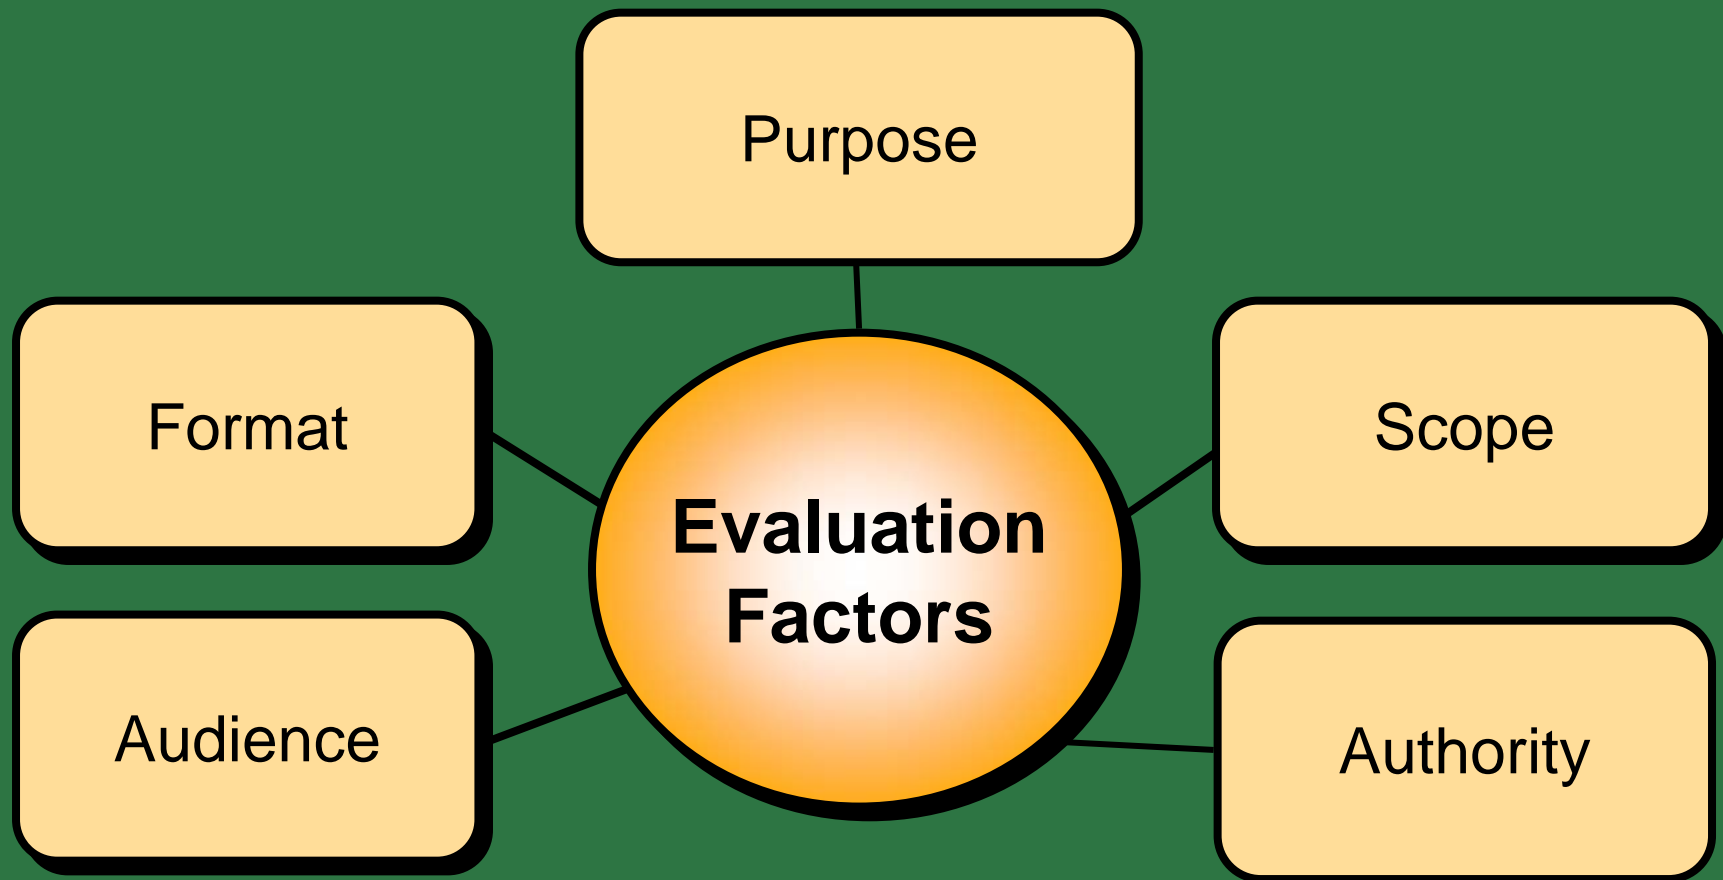 Purpose
Format
Scope
Evaluation
Factors
Audience
Authority